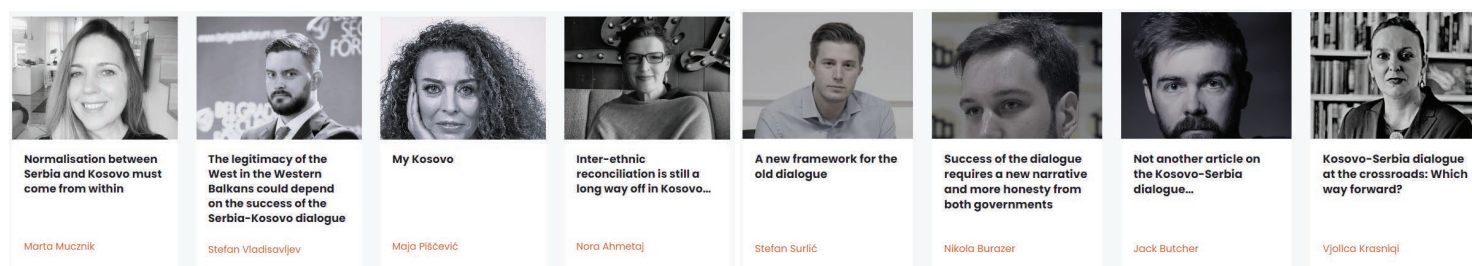 Normalisation between
Serbia and Kosovo must
come from within
Marta Mucznik
BELGRADE
SEC
FOR
The legitimacy of the
West in the Western
Balkans could depend
on the success of the
Serbia-Kosovo dialogue
Stefan Vladisavljev
My Kosovo
Maja Piščević
Inter-ethnic
reconciliation is still a
long way off in Kosovo...
Nora Ahmetaj
A new framework for the
old dialogue
Stefan Surlić
Success of the dialogue
requires a new narrative
and more honesty from
both governments
Nikola Burazer
Not another article on
the Kosovo-Serbia
dialogue...
Jack Butcher
Kosovo-Serbia dialogue
at the crossroads: Which
way forward?
Vjollca Krasniqi